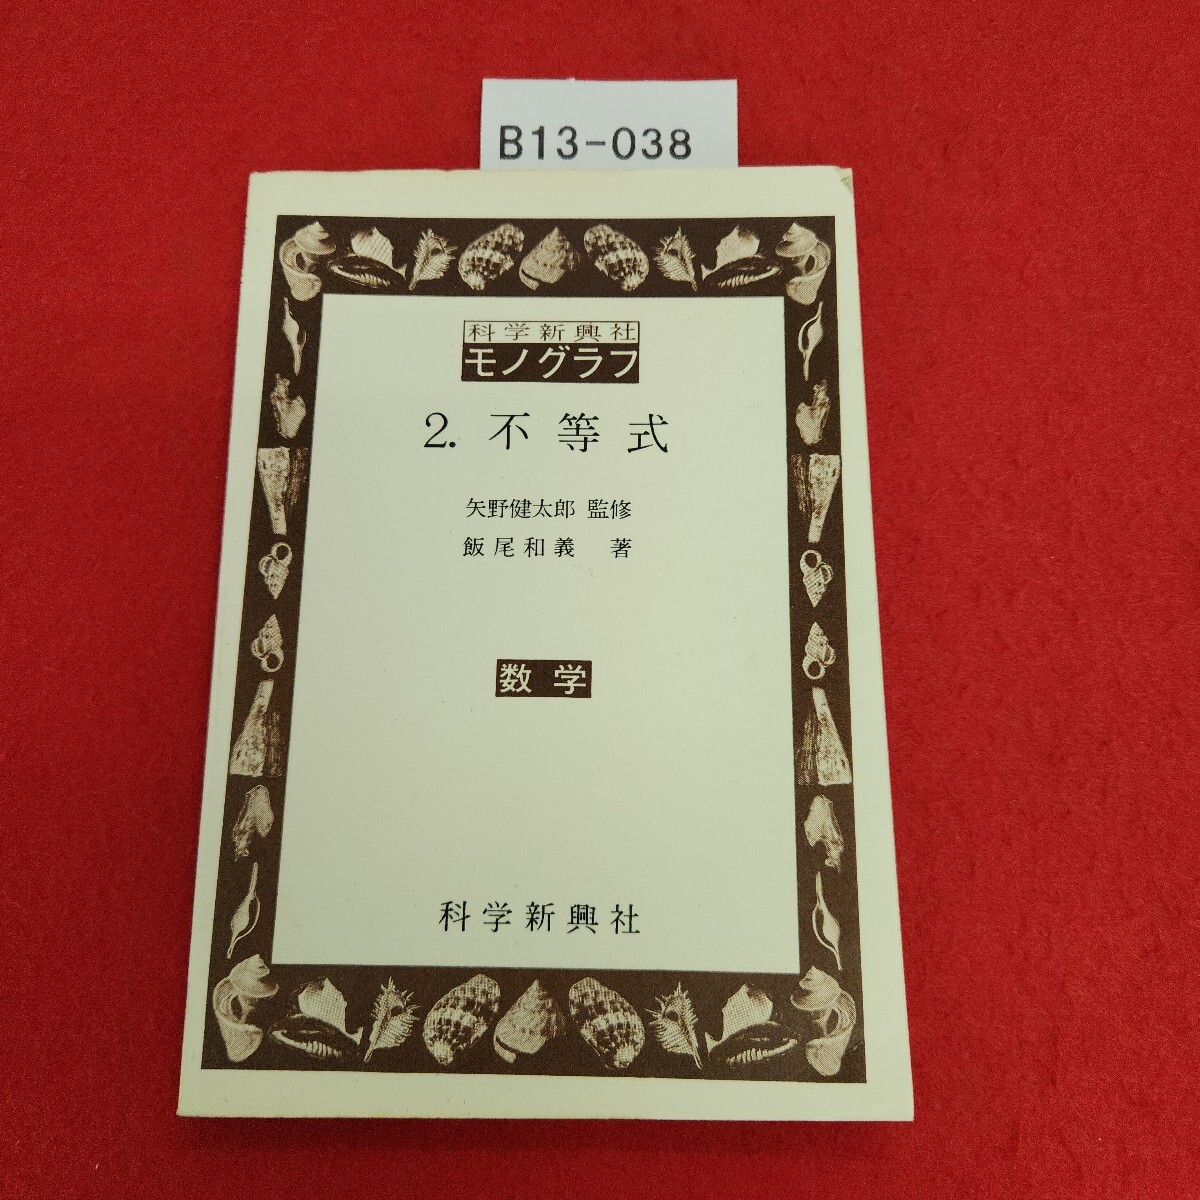 B13-038
科学新興社
モノグラフ
2. 不等式
矢野健太郎 監修
飯尾和義 著
数学
科学新興社